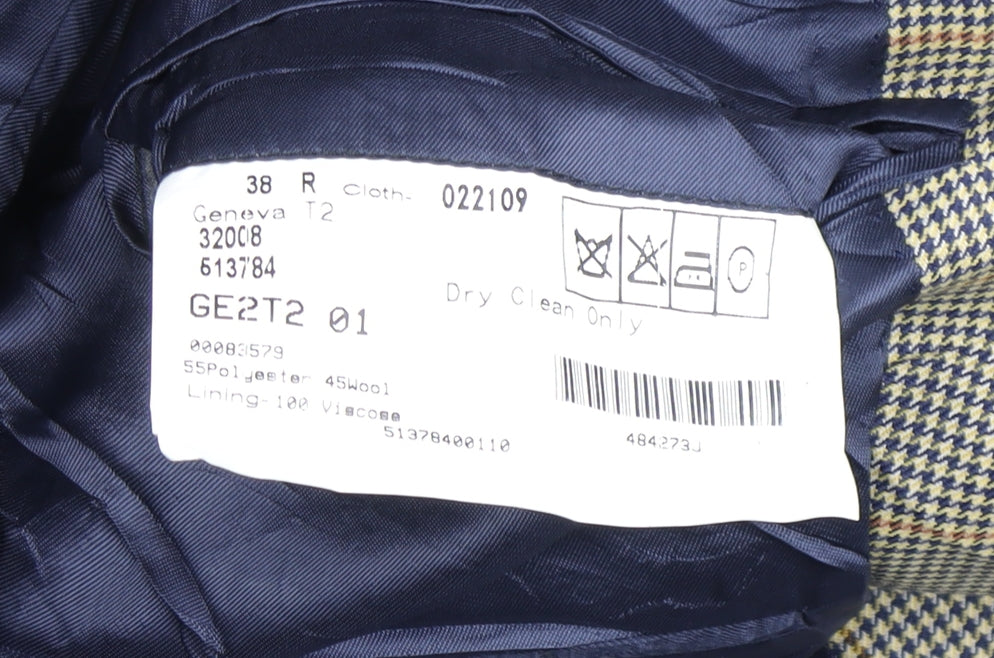 38 R Cloth- 022109
Geneva T2
32008
613784
GE2T2 01
P
Dry Clean Only
00083579
55Polyester 45Wool
Lining-100 Viscose
51378400110